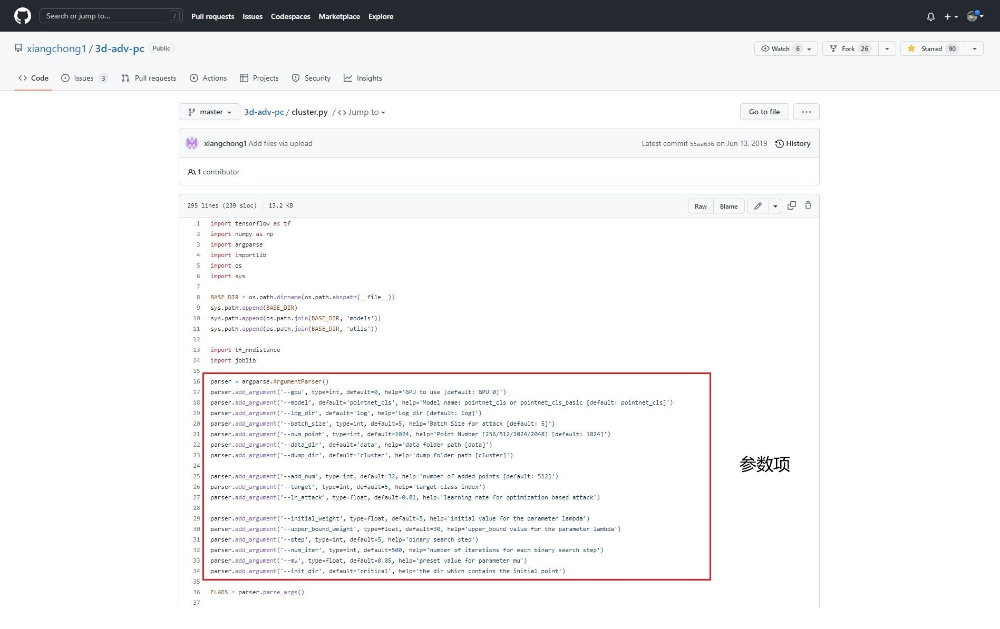 Search or jump to... /
Pull requests Issues Codespaces Marketplace Explore
xiangchong1 / 3d-adv-pc Public
Watch 6 Fork 26 Starred 90
Code Issues 3 Pull requests Actions Projects Security Insights
master 3d-adv-pc / cluster.py / <> Jump to Go to file ...
xiangchong1 Add files via upload Latest commit 55aa636 on Jun 13, 2019 History
1 contributor
295 lines (239 sloc) 13.2 KB Raw Blame
1 import tensorflow as tf
2 import numpy as np
3 import argparse
4 import importlib
5 import os
6 import sys
7
8 BASE_DIR = os.path.dirname(os.path.abspath(__file__))
9 sys.path.append(BASE_DIR)
10 sys.path.append(os.path.join(BASE_DIR, 'models'))
11 sys.path.append(os.path.join(BASE_DIR, 'utils'))
12
13 import tf_nndistance
14 import joblib
15
16 parser = argparse.ArgumentParser()
17 parser.add_argument('--gpu', type=int, default=0, help='GPU to use [default: GPU 0]')
18 parser.add_argument('--model', default='pointnet_cls', help='Model name: pointnet_cls or pointnet_cls_basic [default: pointnet_cls]')
19 parser.add_argument('--log_dir', default='log', help='Log dir [default: log]')
20 parser.add_argument('--batch_size', type=int, default=5, help='Batch Size for attack [default: 5]')
21 parser.add_argument('--num_point', type=int, default=1024, help='Point Number [256/512/1024/2048] [default: 1024]')
22 parser.add_argument('--data_dir', default='data', help='data folder path [data]')
23 parser.add_argument('--dump_dir', default='cluster', help='dump folder path [cluster]')
24
25 parser.add_argument('--add_num', type=int, default=32, help='number of added points [default: 512]')
26 parser.add_argument('--target', type=int, default=5, help='target class index')
27 parser.add_argument('--lr_attack', type=float, default=0.01, help='learning rate for optimization based attack')
28
29 parser.add_argument('--initial_weight', type=float, default=5, help='initial value for the parameter lambda')
30 parser.add_argument('--upper_bound_weight', type=float, default=30, help='upper_bound value for the parameter lambda')
31 parser.add_argument('--step', type=int, default=5, help='binary search step')
32 parser.add_argument('--num_iter', type=int, default=500, help='number of iterations for each binary search step')
33 parser.add_argument('--mu', type=float, default=0.05, help='preset value for parameter mu')
34 parser.add_argument('--init_dir', default='critical', help='the dir which contains the initial point')
35
36 FLAGS = parser.parse_args()
37
参数项